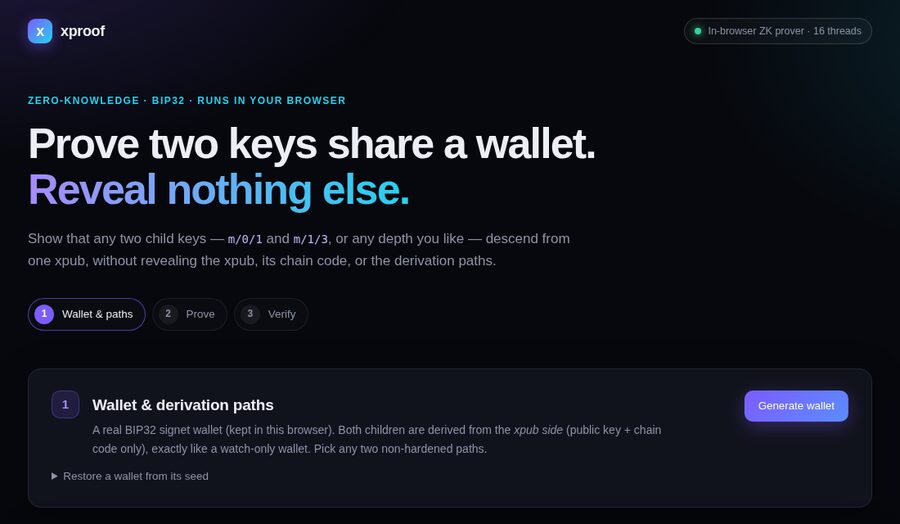 x xproof
In-browser ZK prover · 16 threads
ZERO-KNOWLEDGE · BIP32 · RUNS IN YOUR BROWSER
Prove two keys share a wallet.
Reveal nothing else.
Show that any two child keys — m/0/1 and m/1/3, or any depth you like — descend from
one xpub, without revealing the xpub, its chain code, or the derivation paths.
1 Wallet & paths 2 Prove 3 Verify
1 Wallet & derivation paths
Generate wallet
A real BIP32 signet wallet (kept in this browser). Both children are derived from the xpub side (public key + chain
code only), exactly like a watch-only wallet. Pick any two non-hardened paths.
Restore a wallet from its seed